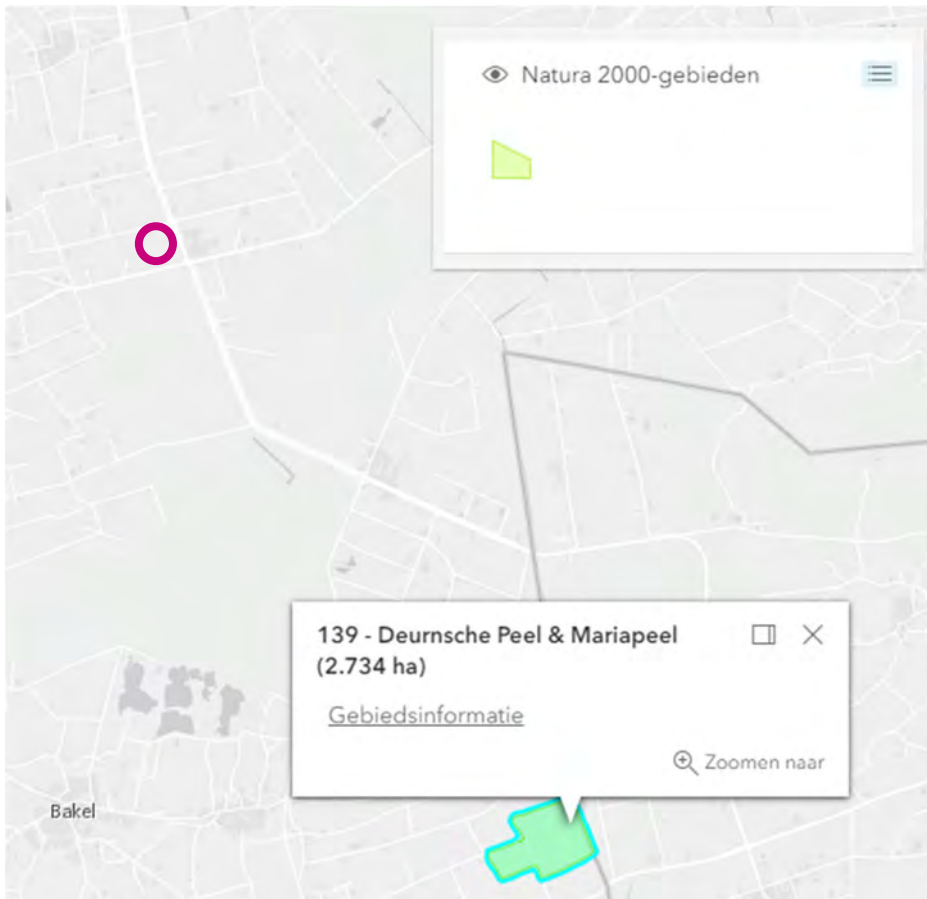 Natura 2000-gebieden
139 - Deurnsche Peel & Mariapeel
(2.734 ha)
Gebiedsinformatie
Zoomen naar
Bakel